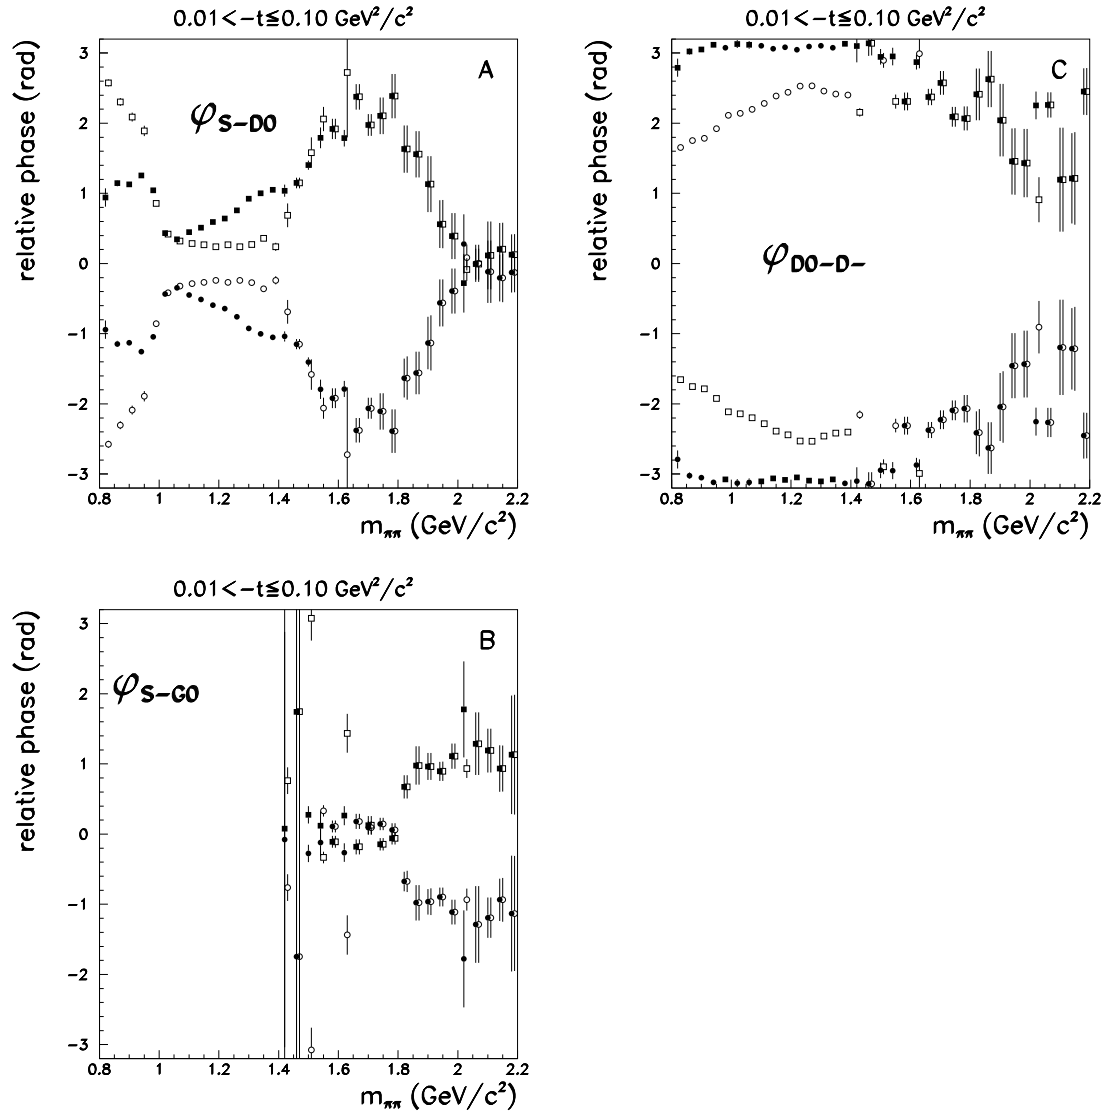 0.01<-t≦0.10 GeV²/c²
relative phase (rad)
A
φS-D0
3
2
1
0
-1
-2
-3
0.8 1 1.2 1.4 1.6 1.8 2 2.2
mππ (GeV/c²)
0.01<-t≦0.10 GeV²/c²
relative phase (rad)
C
φD0-D-
3
2
1
0
-1
-2
-3
0.8 1 1.2 1.4 1.6 1.8 2 2.2
mππ (GeV/c²)
0.01<-t≦0.10 GeV²/c²
relative phase (rad)
B
φS-G0
3
2
1
0
-1
-2
-3
0.8 1 1.2 1.4 1.6 1.8 2 2.2
mππ (GeV/c²)